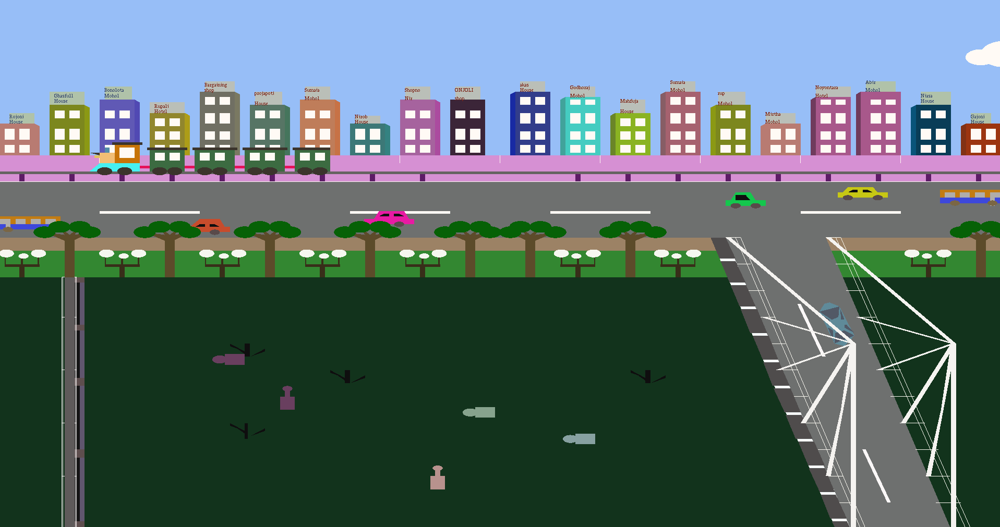 Rojoni
House
Ghasfull
House
Bonolota
Mohol
Rupali
Hotel
Bargaining
shop
projapoti
House
Sumaia
Mohol
Nirob
House
Shopno
Nir
ONJOLI
shop
akas
House
Godhoraj
Mohol
Mahfuja
House
Sumaia
Mohol
rup
Mohol
Mirtha
Mohol
Noyontara
Hotel
Abir
Mohol
Niasa
House
Gajoni
House